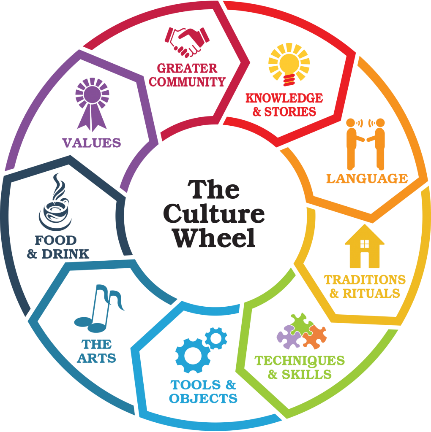 The
Culture
Wheel
GREATER
COMMUNITY
KNOWLEDGE
& STORIES
LANGUAGE
TRADITIONS
& RITUALS
TECHNIQUES
& SKILLS
TOOLS &
OBJECTS
THE
ARTS
FOOD
& DRINK
VALUES